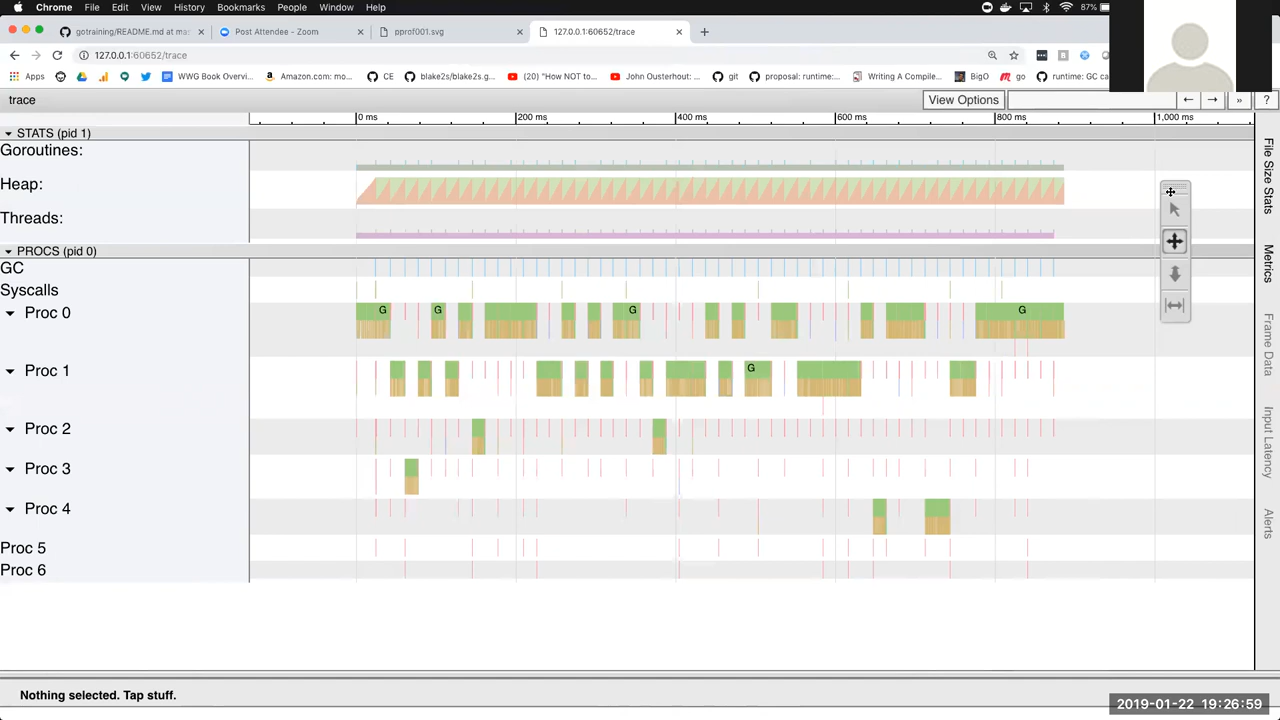 Chrome File Edit View History Bookmarks People Window Help 87%
gotraining/README.md at mas × Post Attendee - Zoom × pprof001.svg × 127.0.0.1:60652/trace × +
127.0.0.1:60652/trace
Apps WWG Book Overvi... Amazon.com: mo... CE blake2s/blake2s.g... (20) "How NOT to... John Ousterhout: ... git proposal: runtime:... Writing A Compile... BigO go runtime: GC ca
trace View Options ← → » ?
0 ms 200 ms 400 ms 600 ms 800 ms 1,000 ms
STATS (pid 1)
Goroutines:
Heap:
Threads:
PROCS (pid 0)
GC
Syscalls
Proc 0 G G G G
Proc 1 G
Proc 2
Proc 3
Proc 4
Proc 5
Proc 6
File Size Stats
Metrics
Frame Data
Input Latency
Alerts
Nothing selected. Tap stuff.
2019-01-22 19:26:59